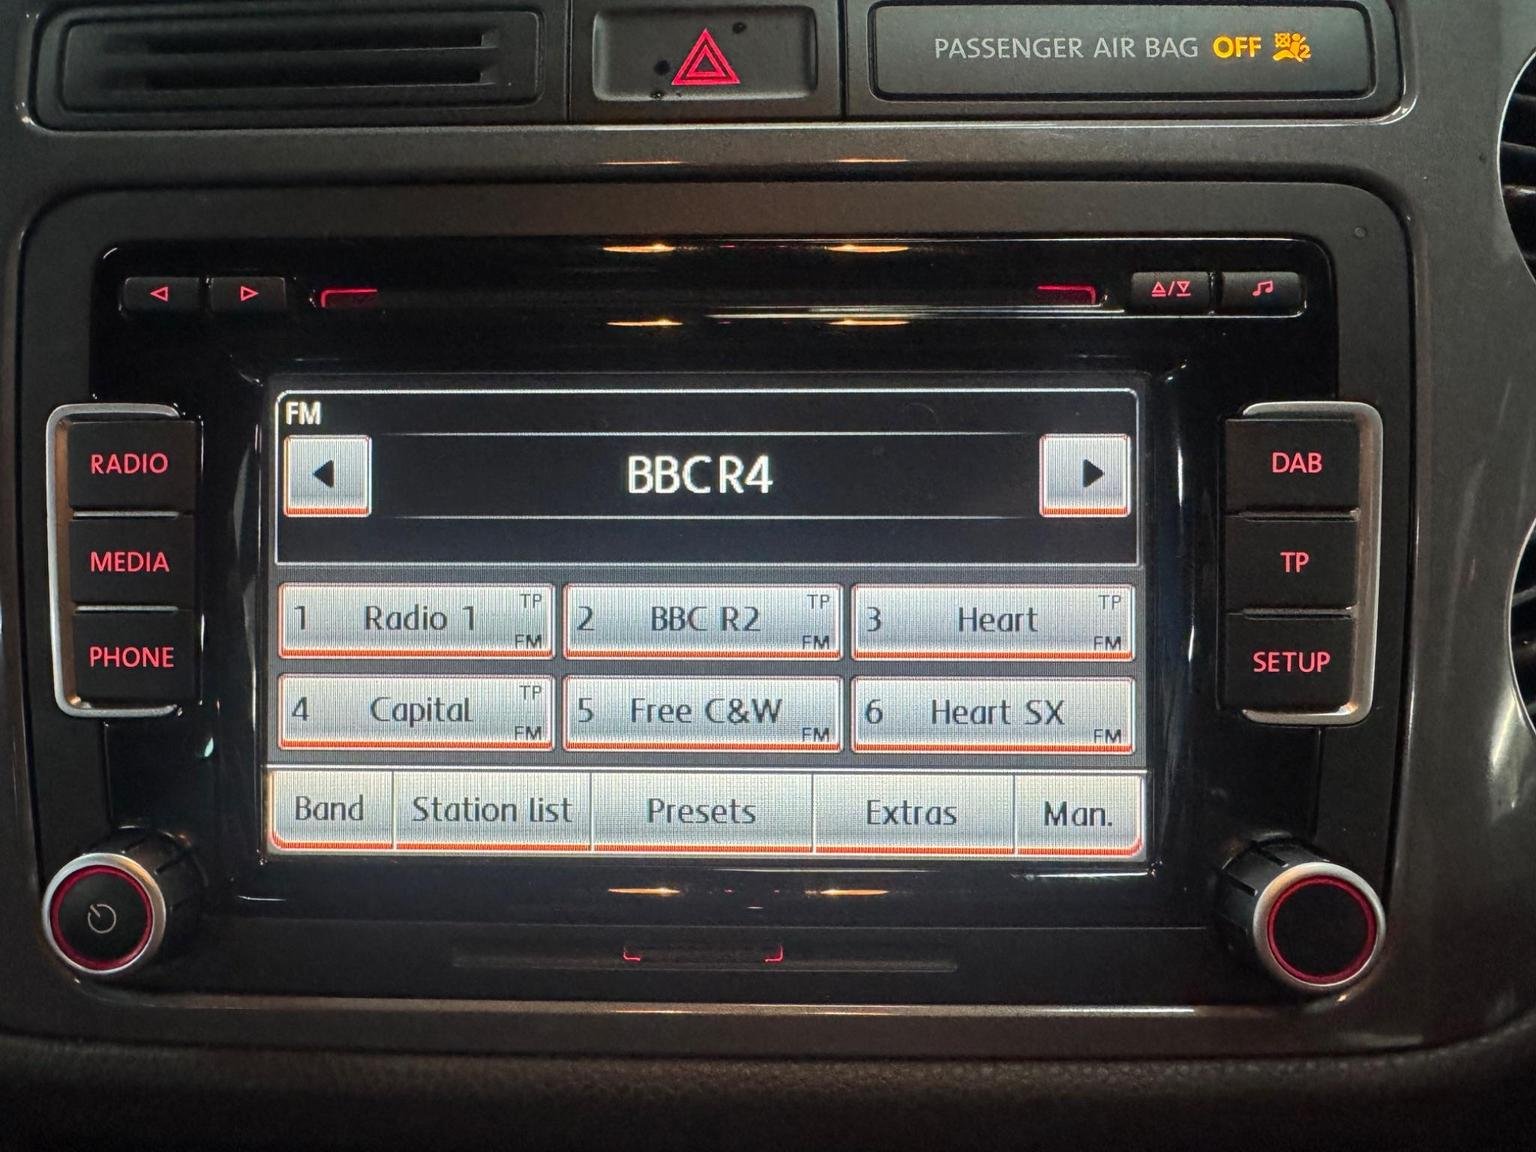 PASSENGER AIR BAG OFF
FM
BBC R4
RADIO
MEDIA
PHONE
DAB
TP
SETUP
1 Radio 1 TP FM
2 BBC R2 TP FM
3 Heart TP FM
4 Capital TP FM
5 Free C&W FM
6 Heart SX FM
Band Station list Presets Extras Man.